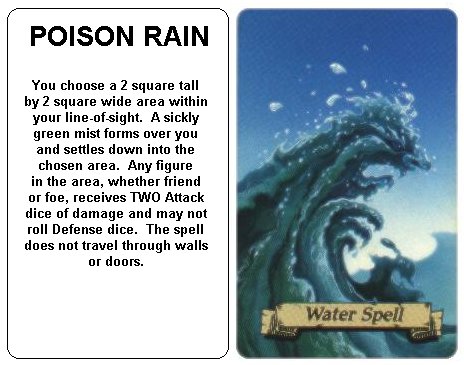 POISON RAIN
You choose a 2 square tall
by 2 square wide area within
your line-of-sight.  A sickly
green mist forms over you
and settles down into the
chosen area.  Any figure
in the area, whether friend
or foe, receives TWO Attack
dice of damage and may not
roll Defense dice.  The spell
does not travel through walls
or doors.
Water Spell